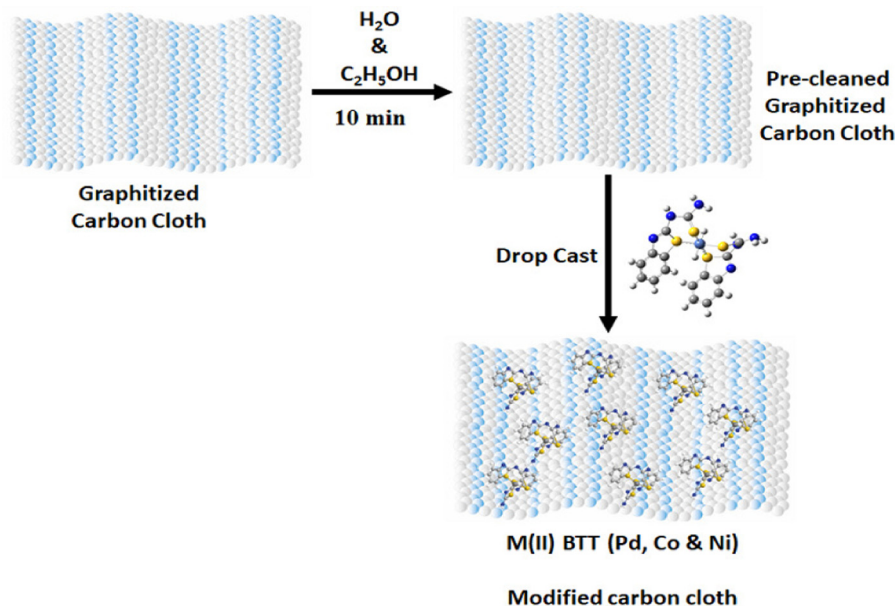 H₂O
&
C₂H₅OH
10 min
Graphitized
Carbon Cloth
Pre-cleaned
Graphitized
Carbon Cloth
Drop Cast
M(II) BTT (Pd, Co & Ni)
Modified carbon cloth